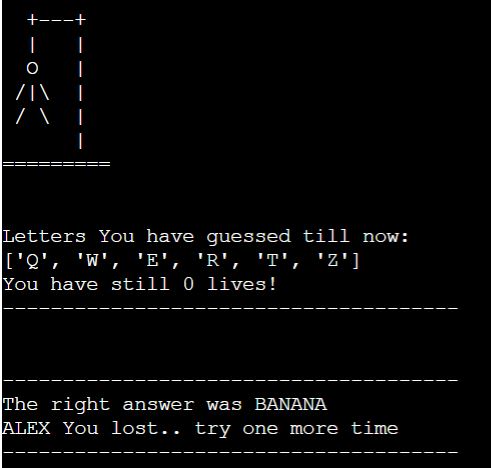 +---+
  |   |
  O   |
 /|\  |
 / \  |
      |
=========
Letters You have guessed till now:
['Q', 'W', 'E', 'R', 'T', 'Z']
You have still 0 lives!
--------------------------------------
--------------------------------------
The right answer was BANANA
ALEX You lost.. try one more time
--------------------------------------